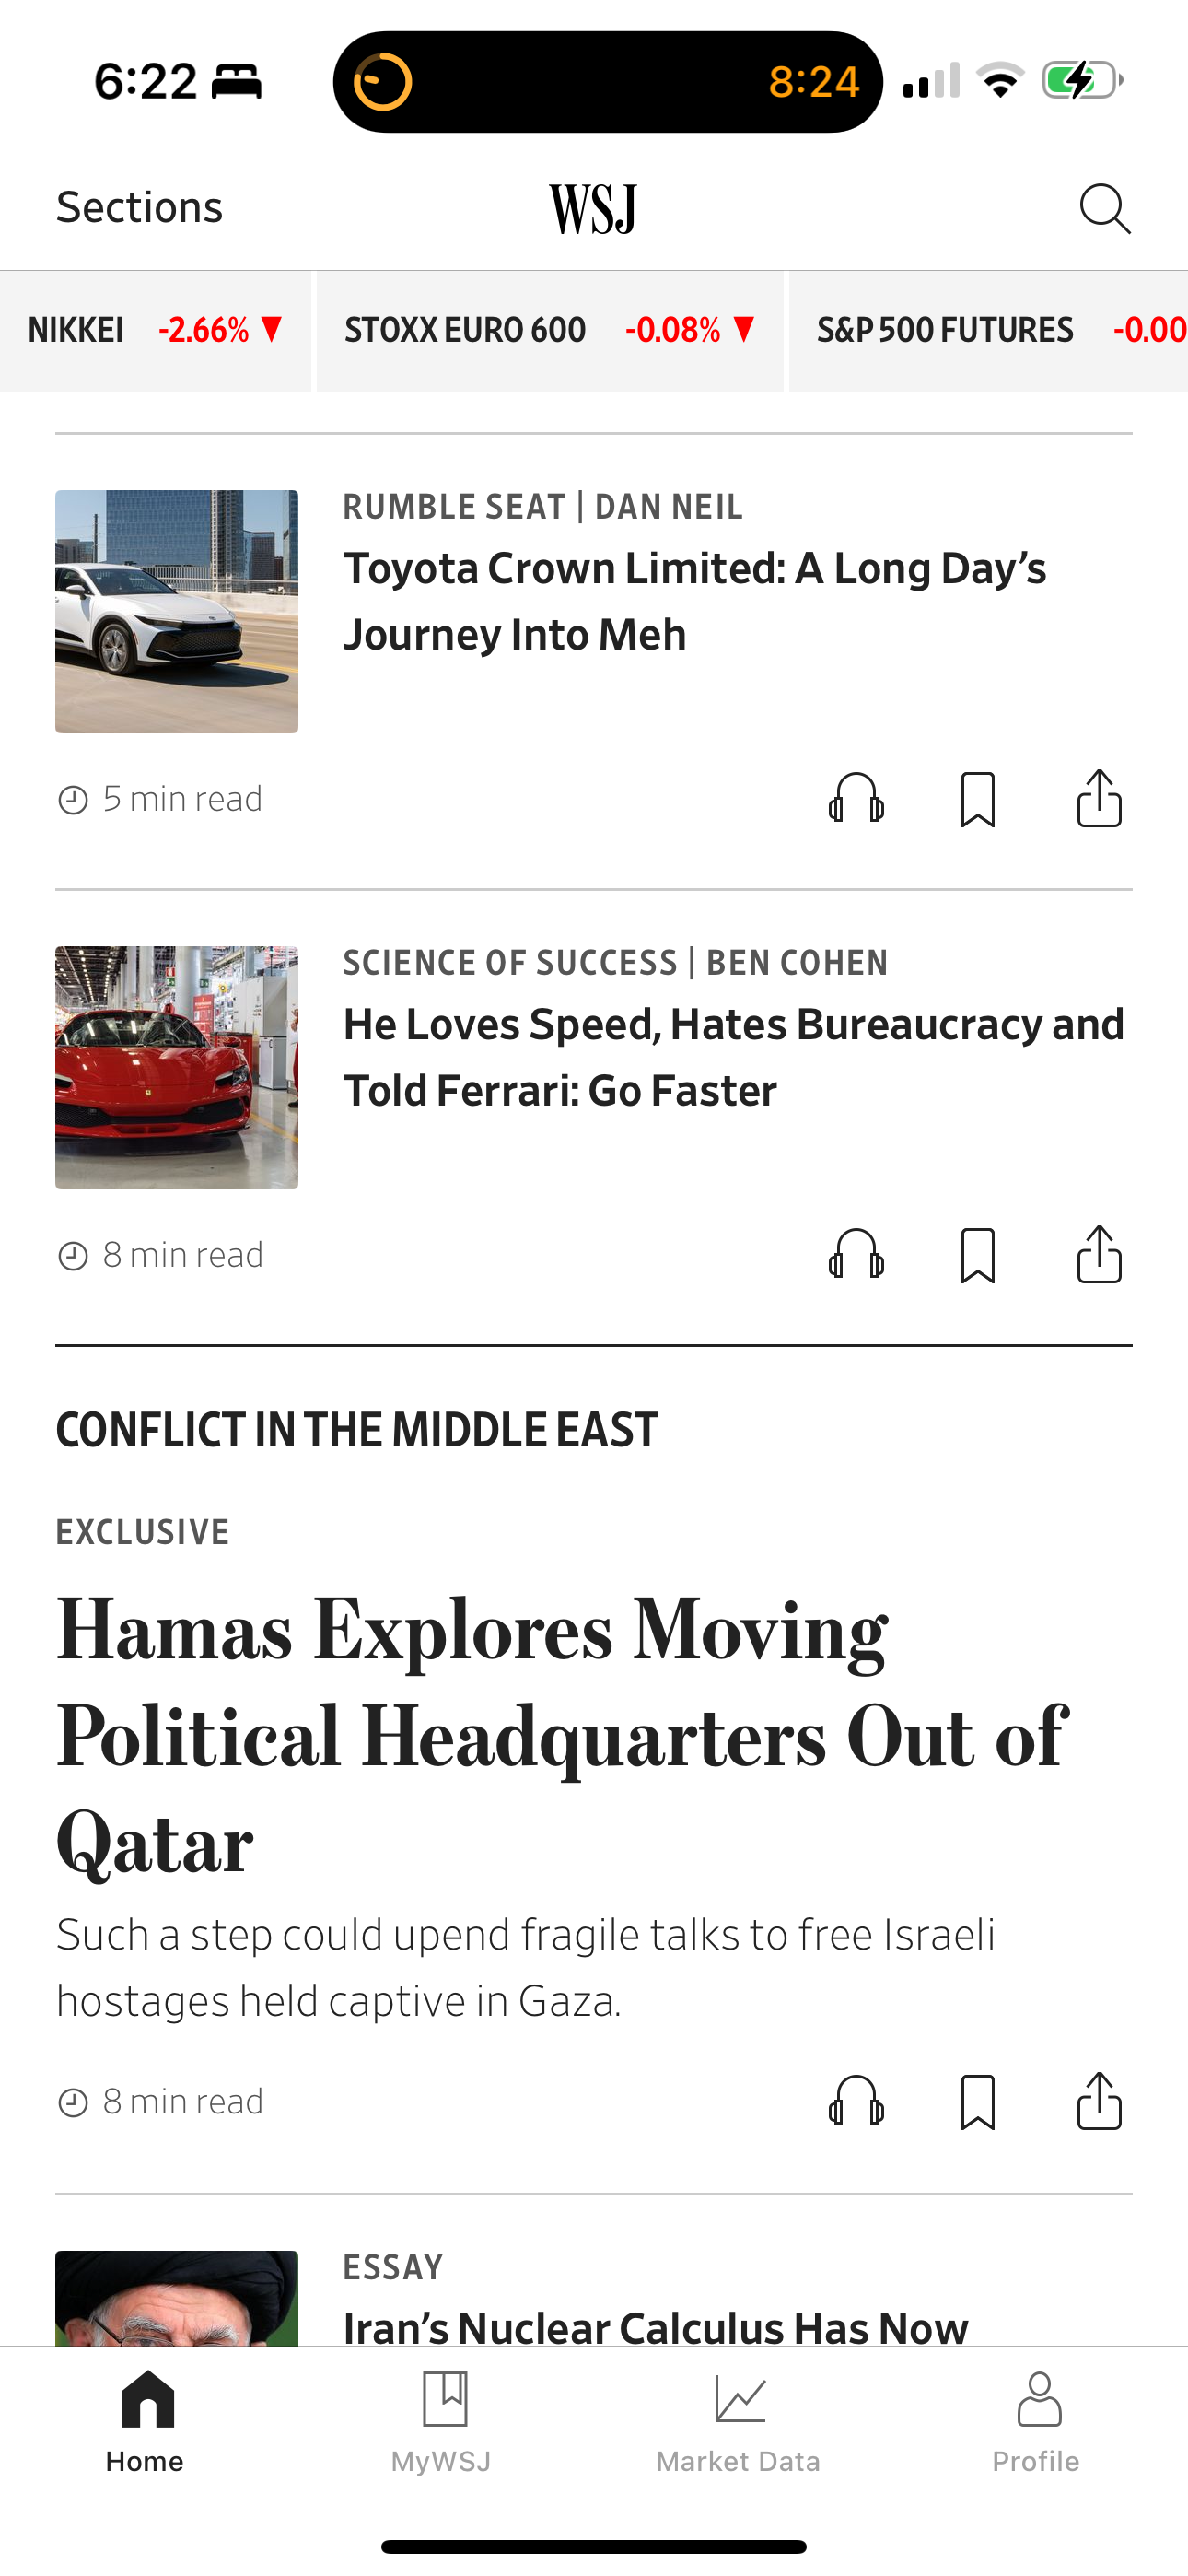 6:22
8:24
Sections
WSJ
NIKKEI -2.66% ▼
STOXX EURO 600 -0.08% ▼
S&P 500 FUTURES -0.00
RUMBLE SEAT | DAN NEIL
Toyota Crown Limited: A Long Day’s
Journey Into Meh
5 min read
SCIENCE OF SUCCESS | BEN COHEN
He Loves Speed, Hates Bureaucracy and
Told Ferrari: Go Faster
8 min read
CONFLICT IN THE MIDDLE EAST
EXCLUSIVE
Hamas Explores Moving
Political Headquarters Out of
Qatar
Such a step could upend fragile talks to free Israeli
hostages held captive in Gaza.
8 min read
ESSAY
Iran’s Nuclear Calculus Has Now
Home
MyWSJ
Market Data
Profile